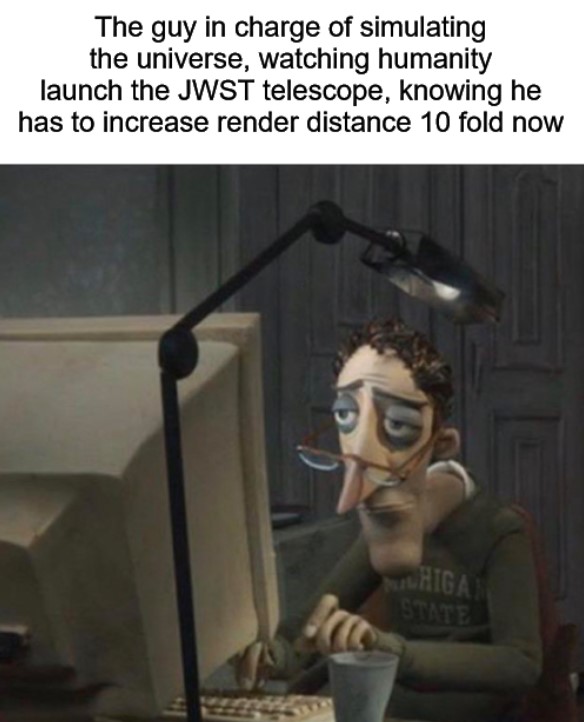 The guy in charge of simulating
the universe, watching humanity
launch the JWST telescope, knowing he
has to increase render distance 10 fold now
MICHIGAN
STATE